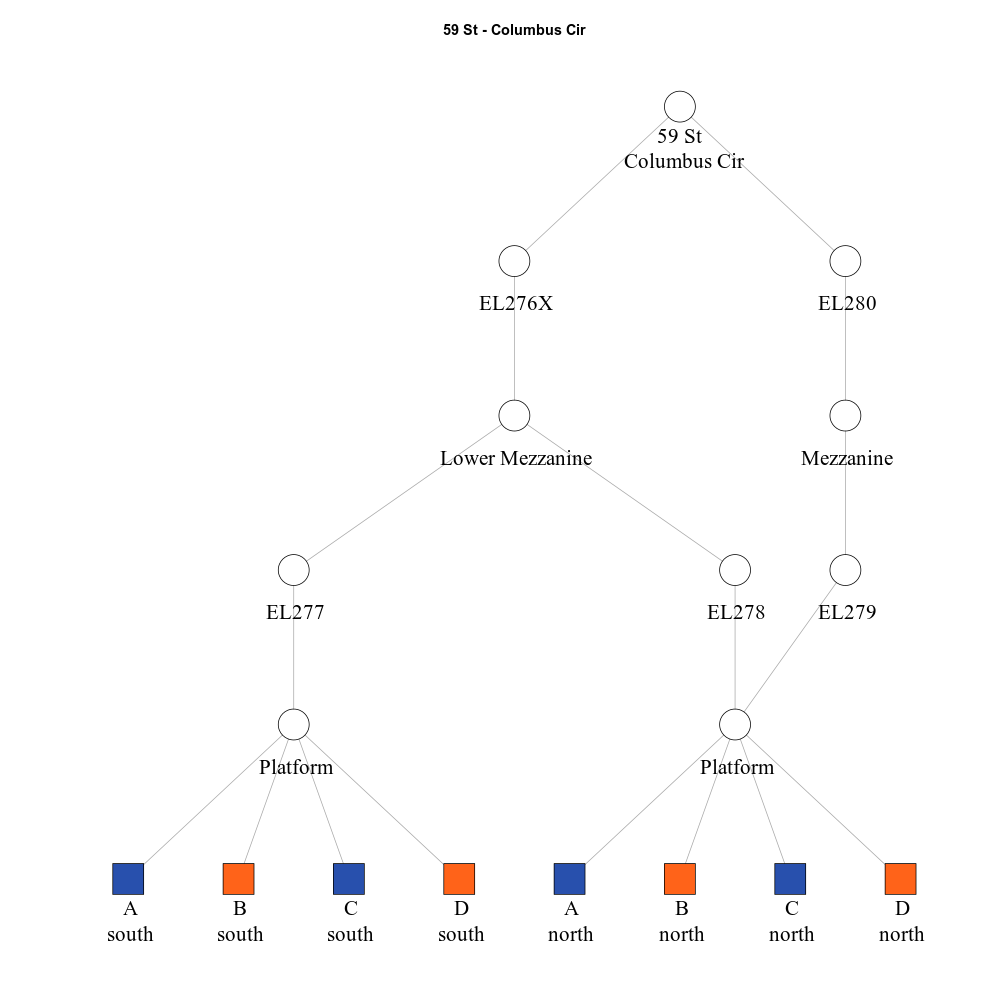 59 St - Columbus Cir
59 St
Columbus Cir
EL276X
EL280
Lower Mezzanine
Mezzanine
EL277
EL278
EL279
Platform
Platform
A
south
B
south
C
south
D
south
A
north
B
north
C
north
D
north